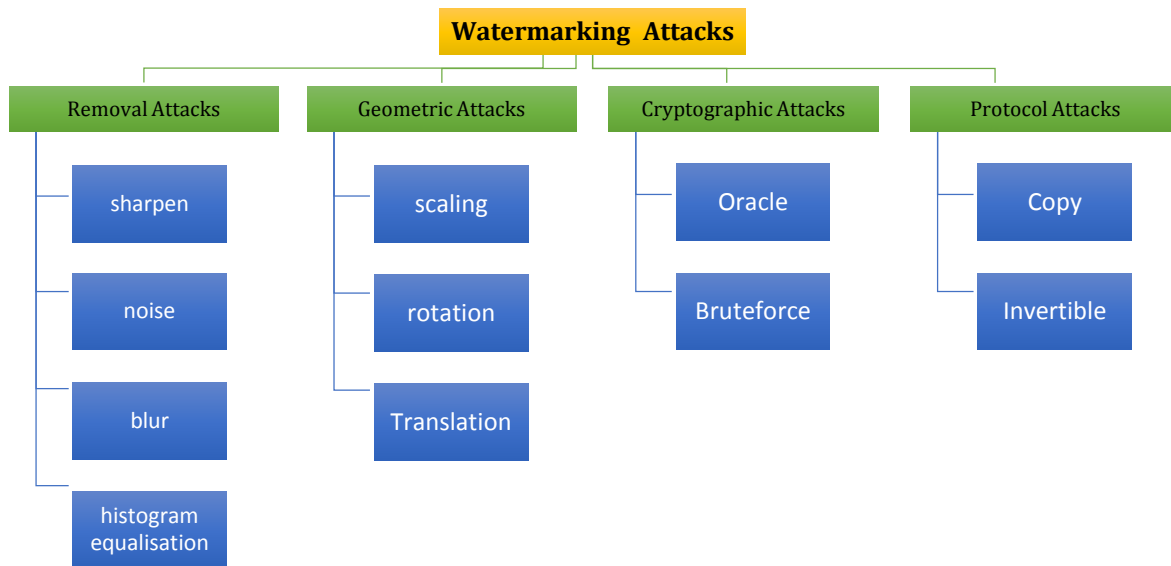 Watermarking Attacks
Removal Attacks
Geometric Attacks
Cryptographic Attacks
Protocol Attacks
sharpen
scaling
Oracle
Copy
noise
rotation
Bruteforce
Invertible
blur
Translation
histogram
equalisation